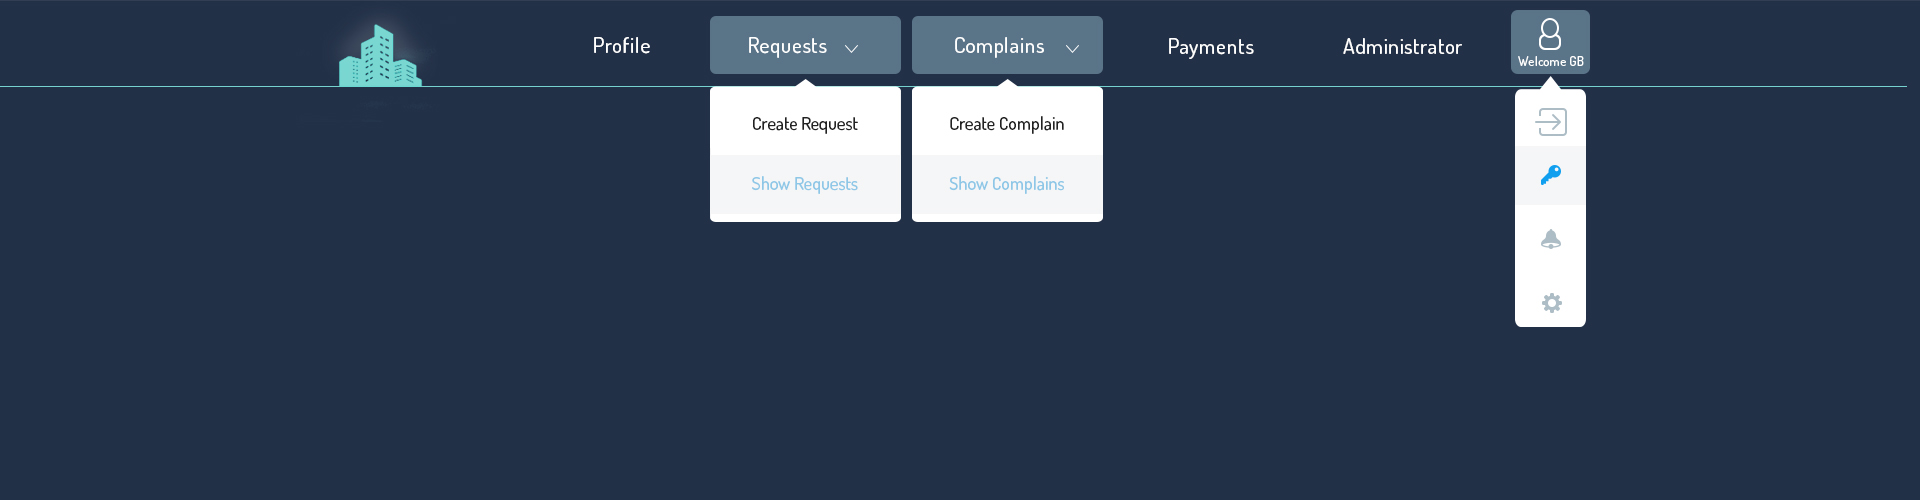 Profile
Requests
Complains
Payments
Administrator
Welcome GB
Create Request
Show Requests
Create Complain
Show Complains